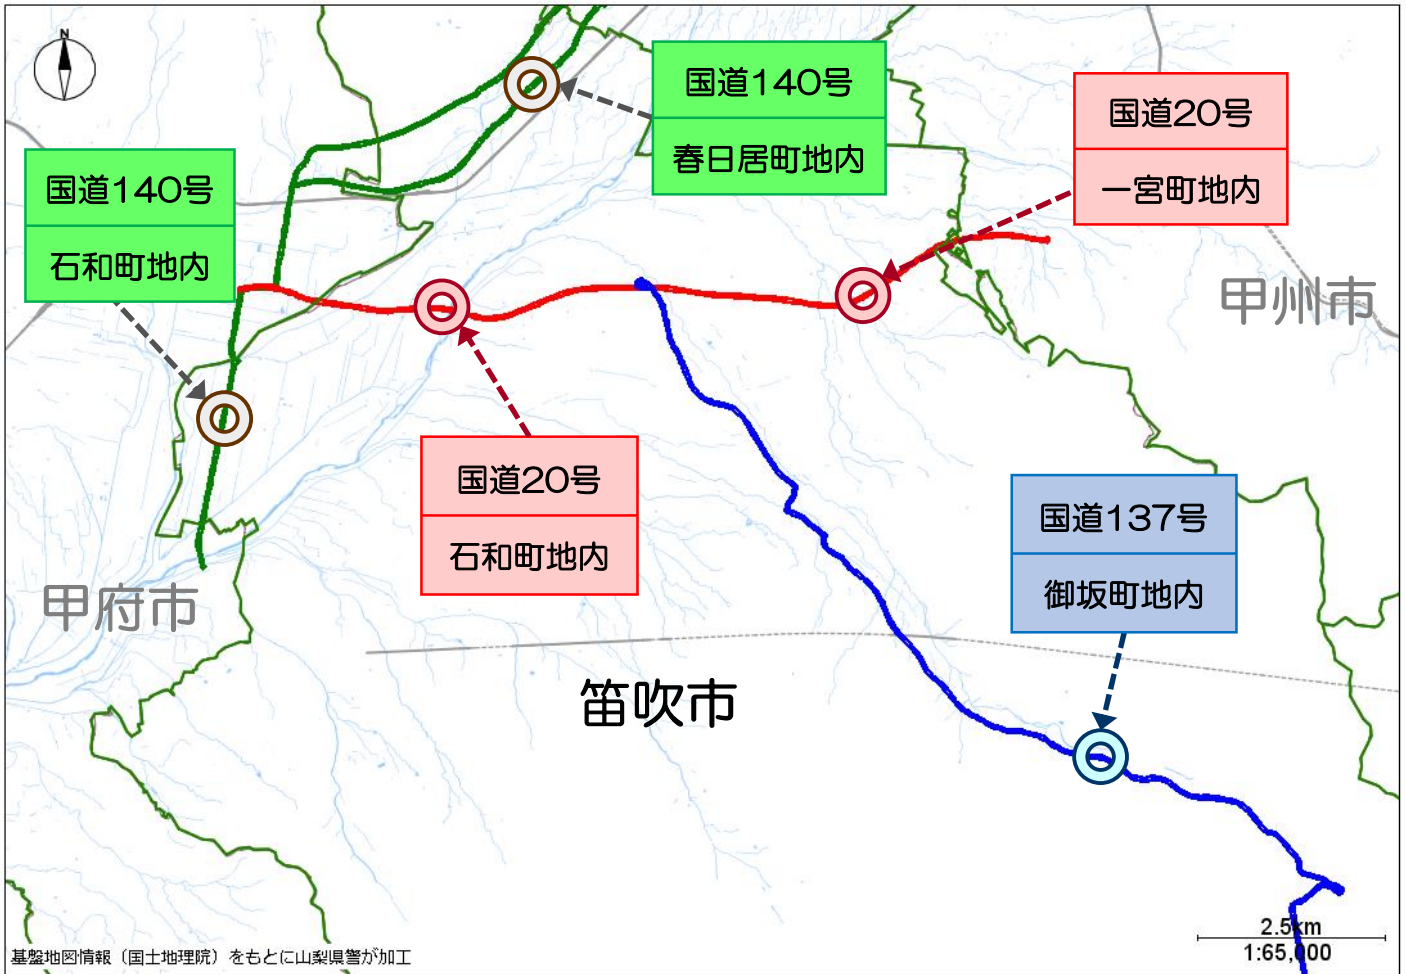 N
国道140号
春日居町地内
国道20号
一宮町地内
国道140号
石和町地内
甲州市
国道20号
石和町地内
国道137号
御坂町地内
甲府市
笛吹市
2.5km
1:65,000
基盤地図情報（国土地理院）をもとに山梨県警が加工